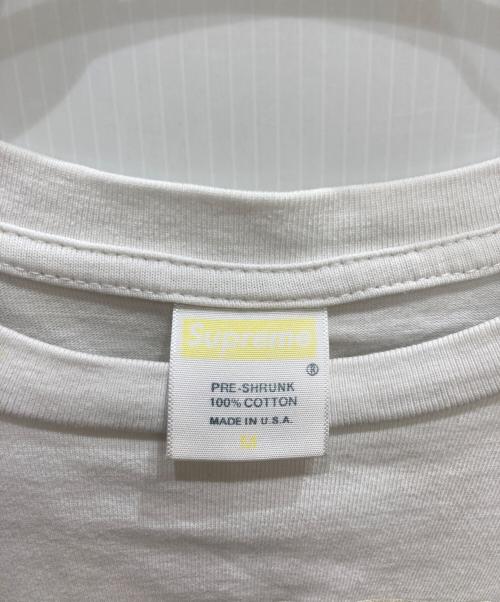 Supreme
®
PRE-SHRUNK
100% COTTON
MADE IN U.S.A.
M